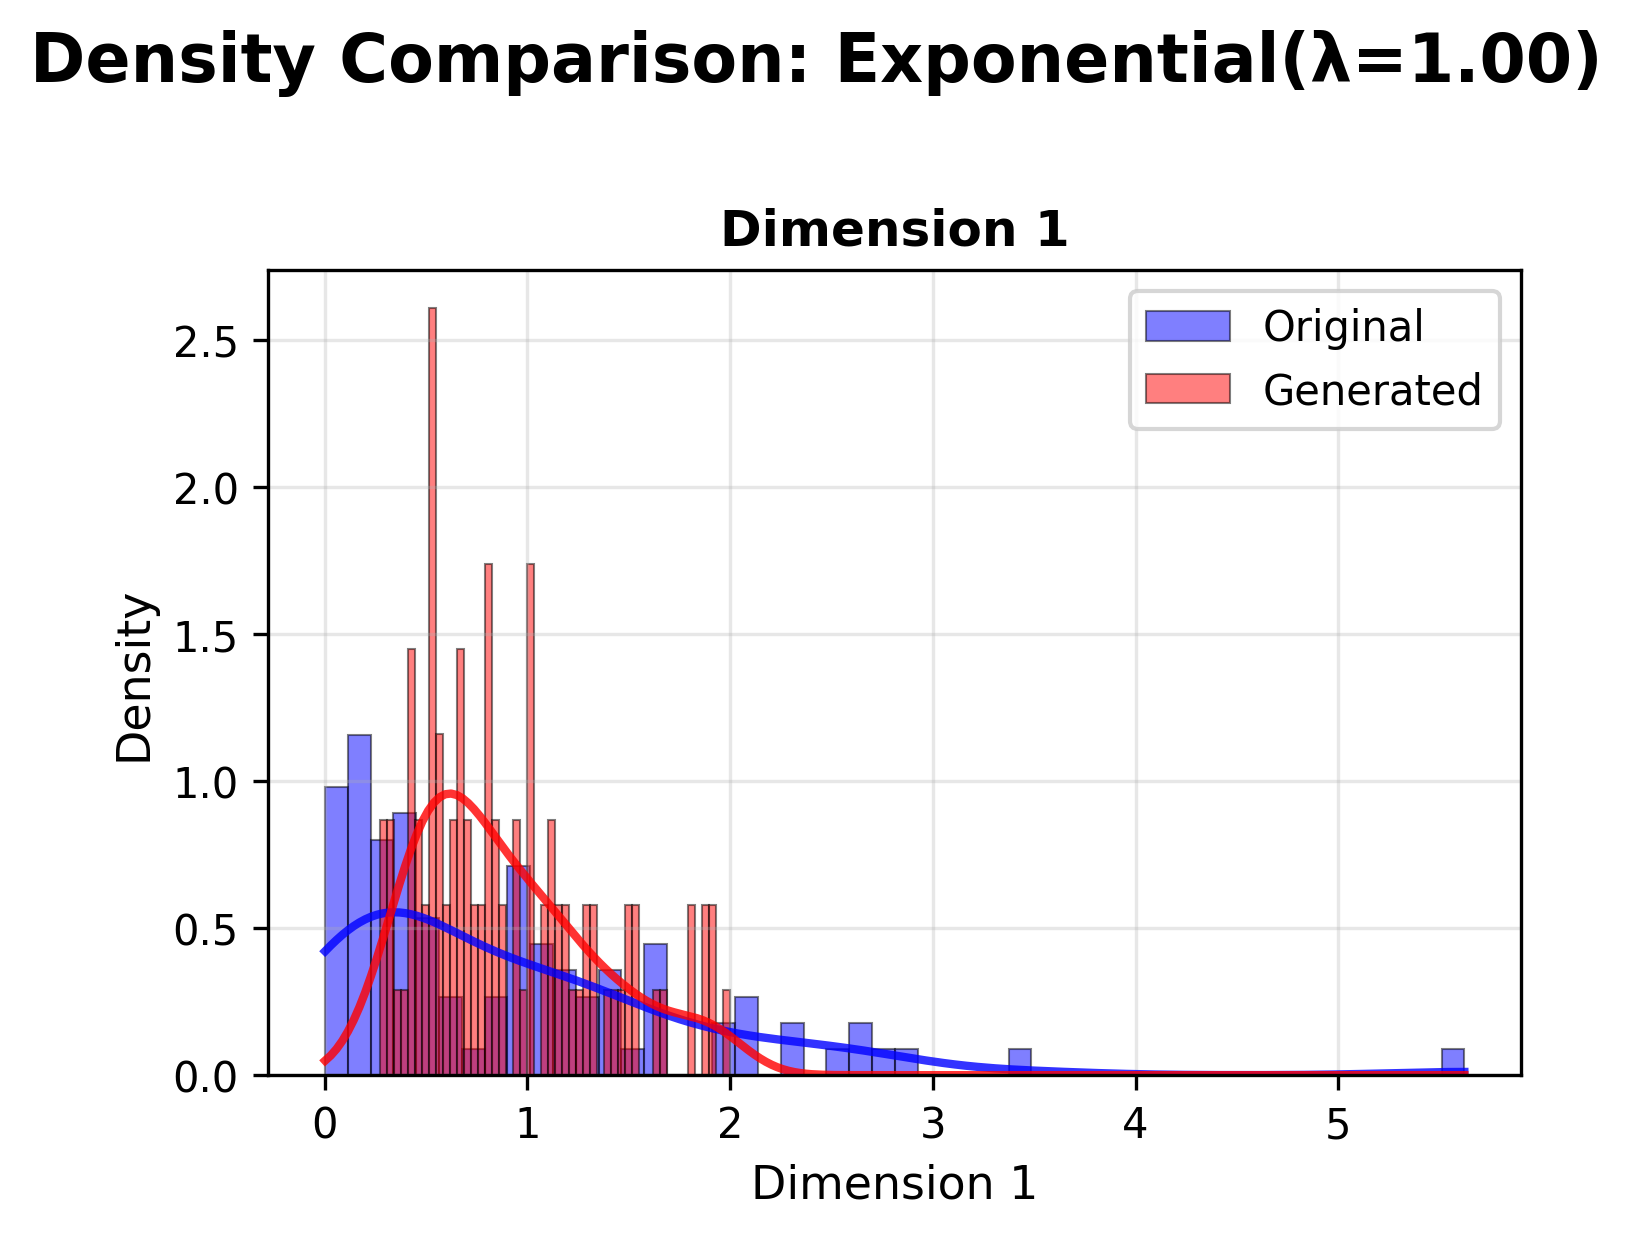 Density Comparison: Exponential(λ=1.00)
Dimension 1
Original
Generated
Density
2.5
2.0
1.5
1.0
0.5
0.0
0 1 2 3 4 5
Dimension 1